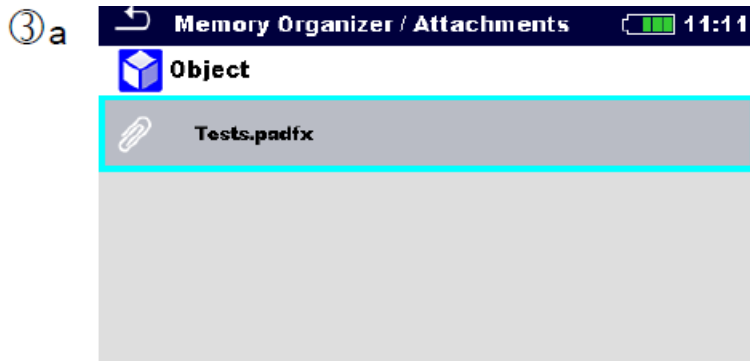 ③a
Memory Organizer / Attachments 11:11
Object
Tests.padfx